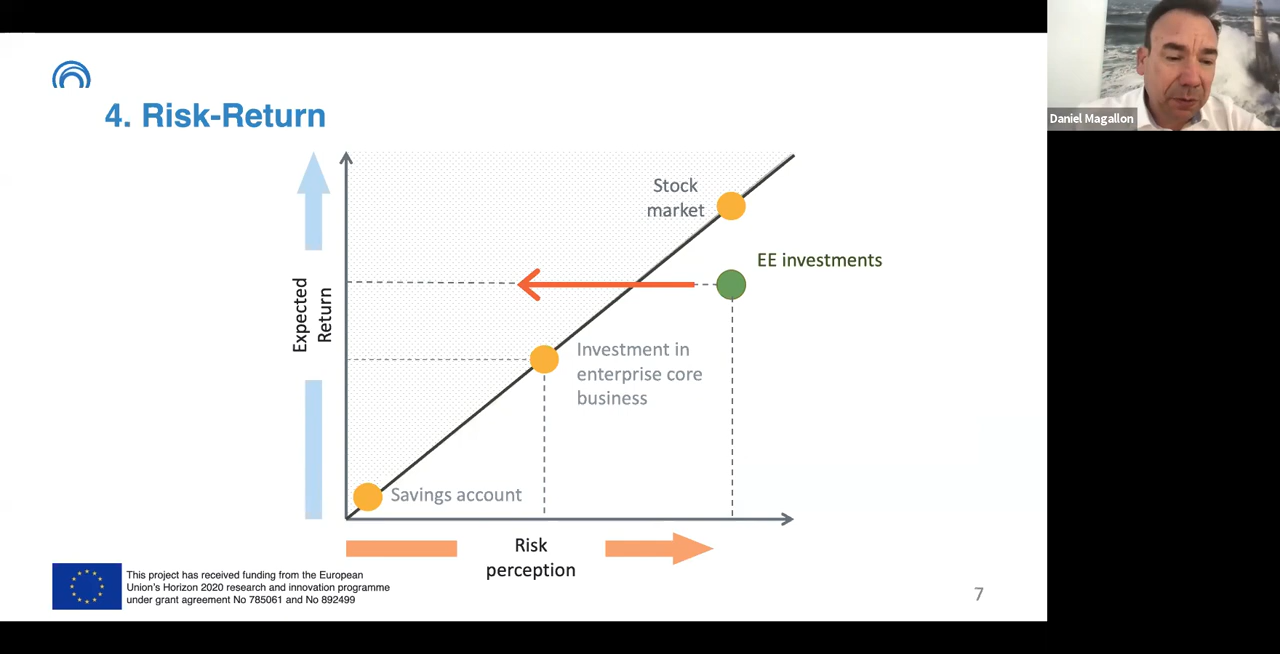 4. Risk-Return
Daniel Magallon
Stock
market
EE investments
Expected
Return
Investment in
enterprise core
business
Savings account
Risk
perception
This project has received funding from the European
Union's Horizon 2020 research and innovation programme
under grant agreement No 785061 and No 892499
7